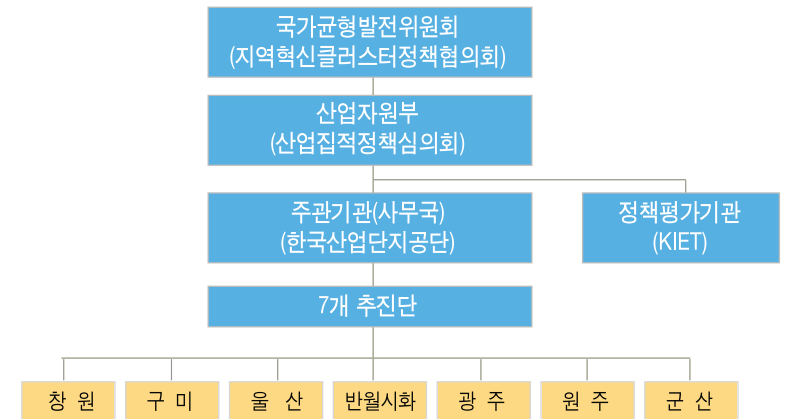 국가균형발전위원회
(지역혁신클러스터정책협의회)
산업자원부
(산업집적정책심의회)
주관기관(사무국)
(한국산업단지공단)
정책평가기관
(KIET)
7개 추진단
창 원
구 미
울 산
반월시화
광 주
원 주
군 산